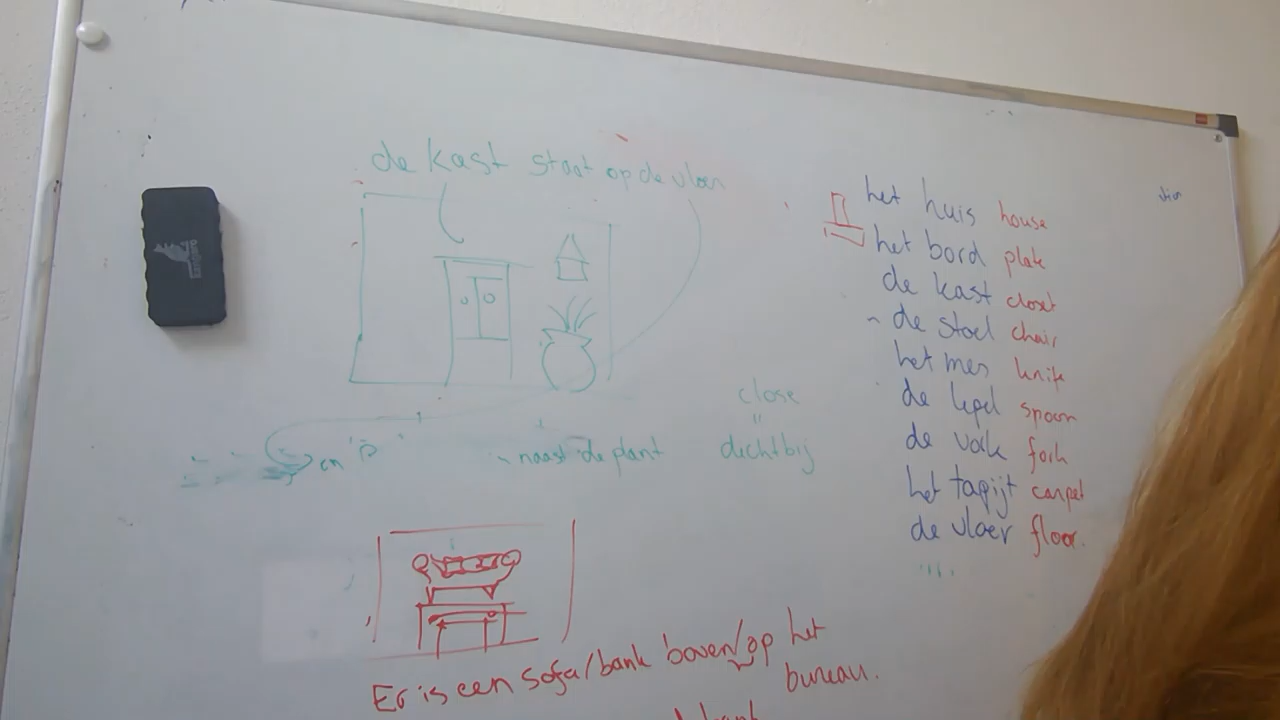 de kast staat op de vloer
het huis house
het bord plate
de kast closet
de stoel chair
het mes knife
de lepel spoon
de vork fork
het tapijt carpet
de vloer floor.
close
"
dechtbij
- naast de plant
Er is een sofa/bank boven/op het
bureau.